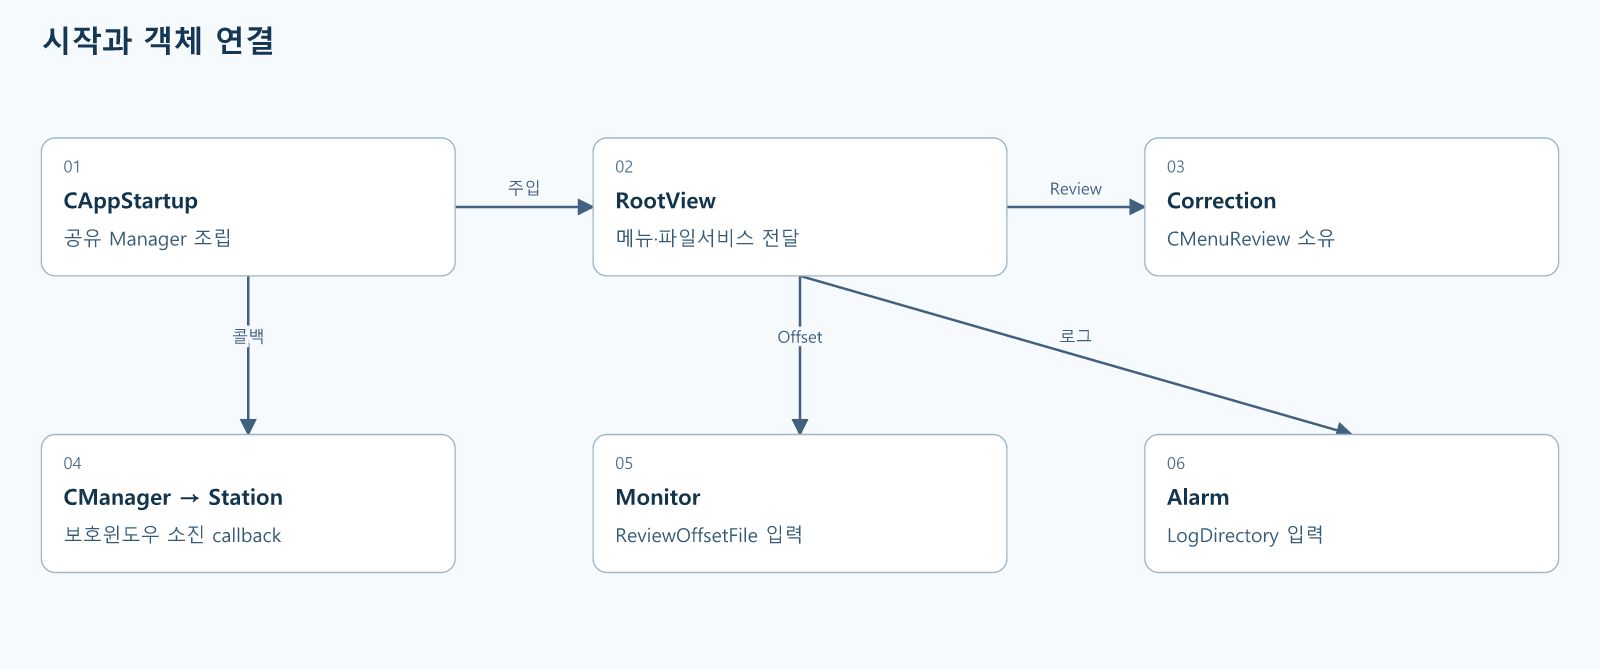 시작과 객체 연결
01
CAppStartup
공유 Manager 조립
주입
02
RootView
메뉴·파일서비스 전달
Review
03
Correction
CMenuReview 소유
콜백
Offset
로그
04
CManager → Station
보호윈도우 소진 callback
05
Monitor
ReviewOffsetFile 입력
06
Alarm
LogDirectory 입력